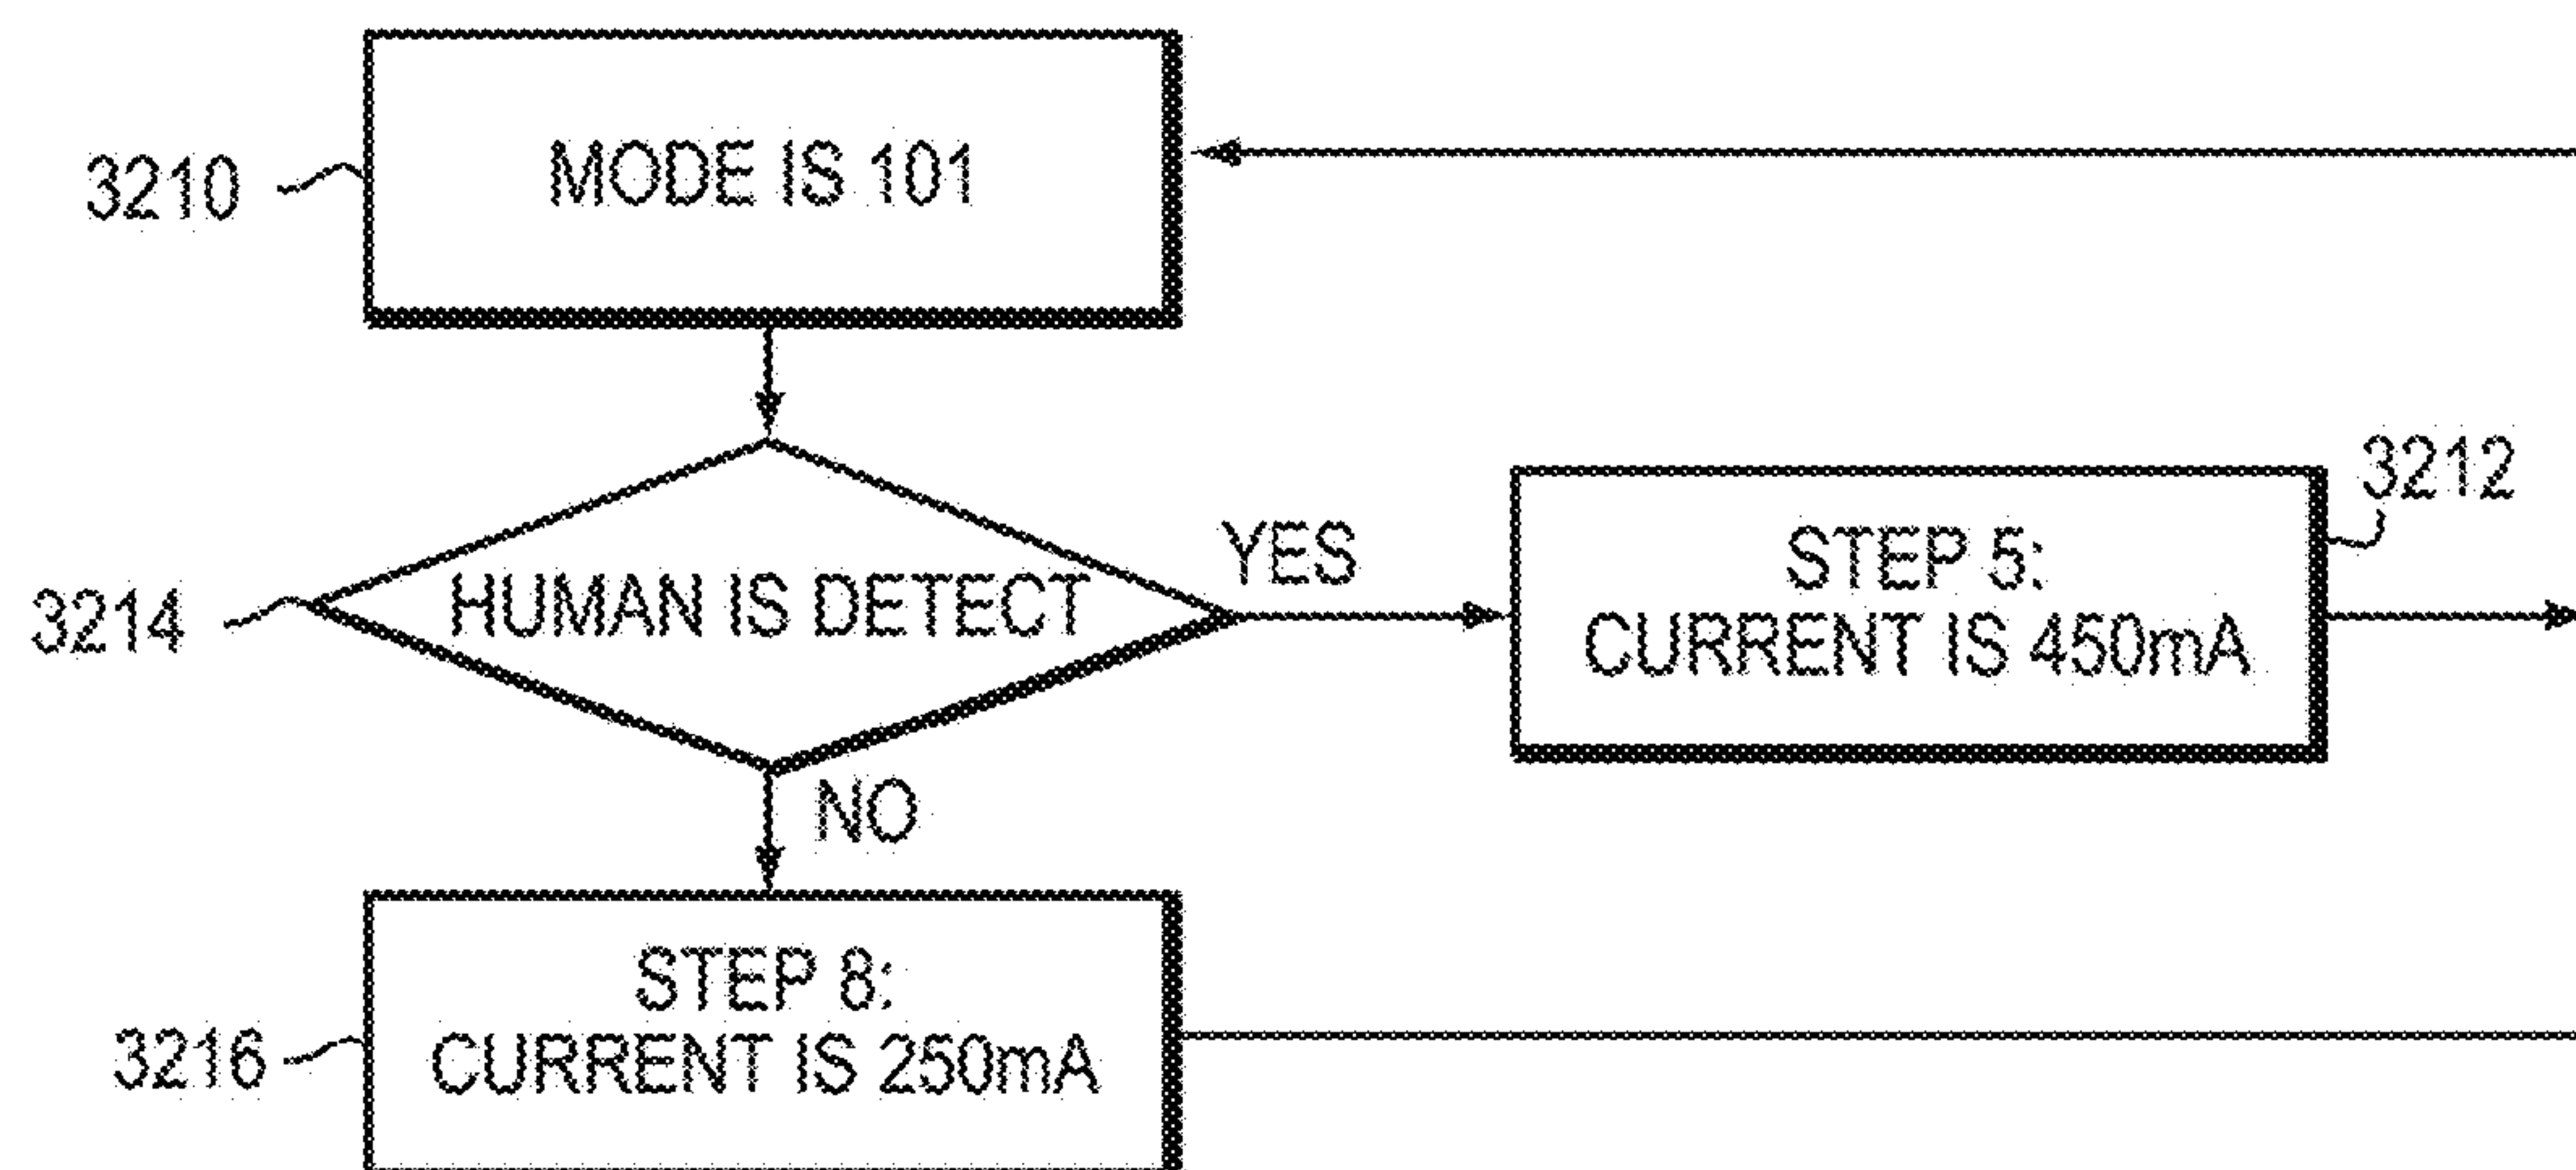 3210
MODE IS 101
3214
HUMAN IS DETECT
YES
3212
STEP 5:
CURRENT IS 450mA
NO
3216
STEP 8:
CURRENT IS 250mA